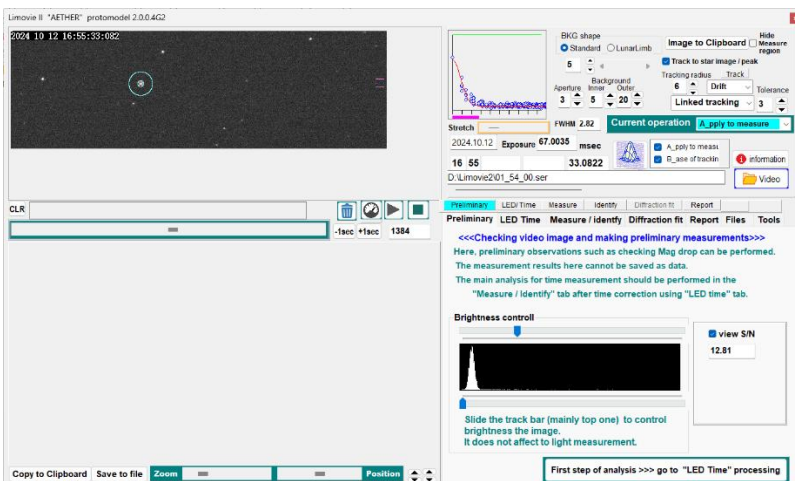 Limovie II "AETHER" protomodel 2.0.0.4G2
2024 10 12 16:55:33:082
BKG shape
Standard LunarLimb
Image to Clipboard
Hide Measure region
5
Track to star image / peak
Tracking radius Track
Background
Aperture Inner Outer
6 Drift
Tolerance
3 5 20
Linked tracking 3
Stretch
FWHM 2.82
Current operation A_pply to measure
2024.10.12 Exposure 67.0035 msec
A_pply to measu
16 55 33.0822
B_ase of trackin
information
D:\Limovie2\01_54_00.ser
Video
CLR
-1sec +1sec 1384
Preliminary LED/Time Measure Identify Diffraction fit Report
Preliminary LED Time Measure / identfy Diffraction fit Report Files Tools
<<<Checking video image and making preliminary measurements>>>
Here, preliminary observations such as checking Mag drop can be performed.
The measurement results here cannot be saved as data.
The main analysis for time measurement should be performed in the
"Measure / Identify" tab after time correction using "LED time" tab.
Brightness controll
view S/N
12.81
Slide the track bar (mainly top one) to control
brightness the image.
It does not affect to light measurement.
Copy to Clipboard Save to file Zoom Position
First step of analysis >>> go to "LED Time" processing